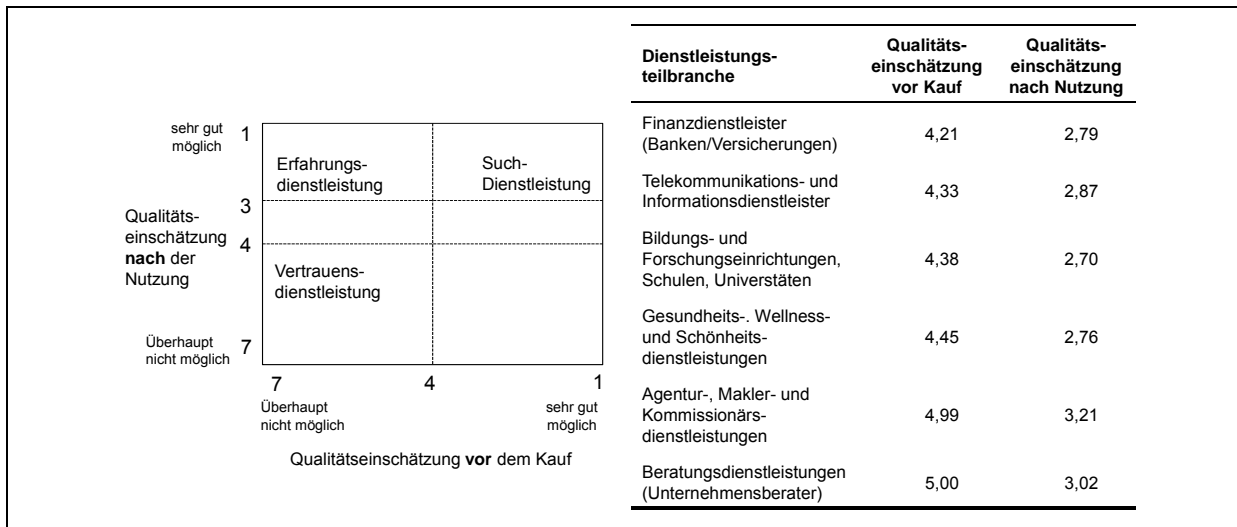 sehr gut
möglich
1
Erfahrungs-
dienstleistung
Such-
Dienstleistung
3
Qualitäts-
einschätzung
nach der
Nutzung
4
Vertrauens-
dienstleistung
Überhaupt
nicht möglich
7
7
4
1
Überhaupt
nicht möglich
sehr gut
möglich
Qualitätseinschätzung vor dem Kauf
Dienstleistungs-
teilbranche
Qualitäts-
einschätzung
vor Kauf
Qualitäts-
einschätzung
nach Nutzung
Finanzdienstleister
(Banken/Versicherungen)
4,21
2,79
Telekommunikations- und
Informationsdienstleister
4,33
2,87
Bildungs- und
Forschungseinrichtungen,
Schulen, Universtäten
4,38
2,70
Gesundheits-. Wellness-
und Schönheits-
dienstleistungen
4,45
2,76
Agentur-, Makler- und
Kommissionärs-
dienstleistungen
4,99
3,21
Beratungsdienstleistungen
(Unternehmensberater)
5,00
3,02